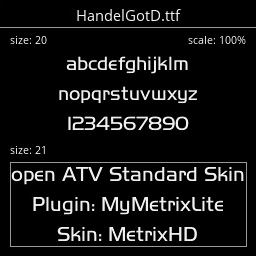 HandelGotD.ttf
size: 20 scale: 100%
abcdefghijklm
nopqrstuvwxyz
1234567890
size: 21
open ATV Standard Skin
Plugin: MyMetrixLite
Skin: MetrixHD